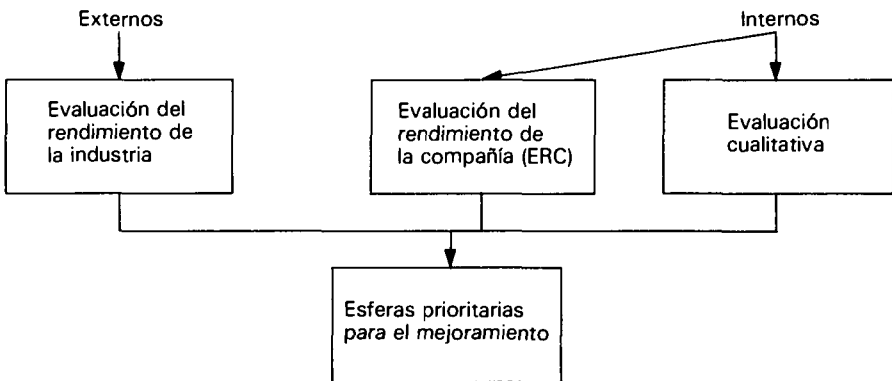 Externos
Internos
Evaluación del
rendimiento de
la industria
Evaluación del
rendimiento de
la compañía (ERC)
Evaluación
cualitativa
Esferas prioritarias
para el mejoramiento